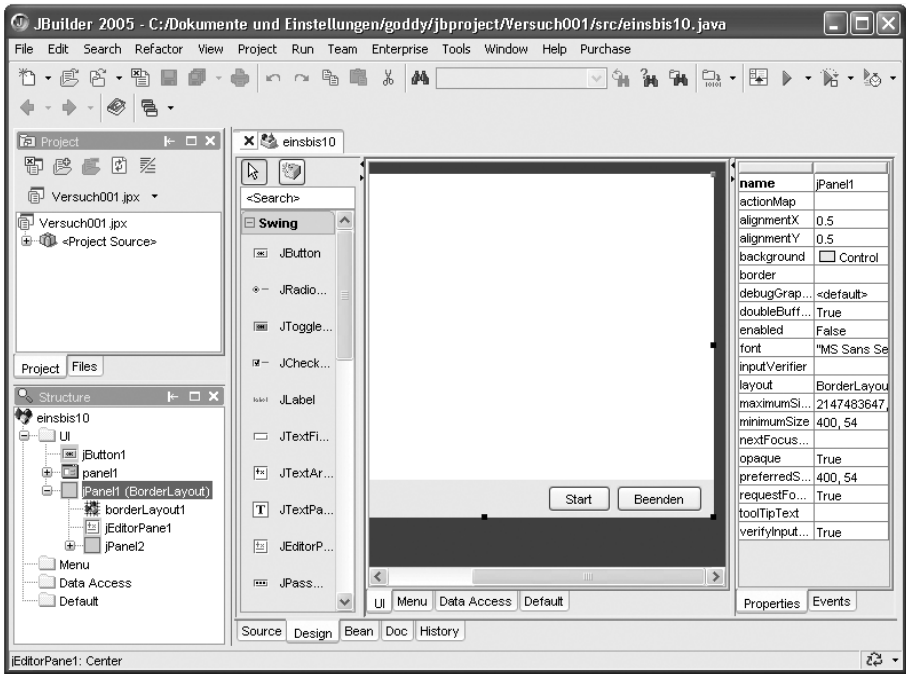 JBuilder 2005 - C:/Dokumente und Einstellungen/goddy/jbproject/Versuch001/src/einsbis10.java
File Edit Search Refactor View Project Run Team Enterprise Tools Window Help Purchase
Project
Versuch001.jpx
Versuch001.jpx
<Project Source>
Project Files
Structure
einsbis10
UI
jButton1
panel1
jPanel1 (BorderLayout)
borderLayout1
jEditorPane1
jPanel2
Menu
Data Access
Default
einsbis10
<Search>
Swing
JButton
JRadio...
JToggle...
JCheck...
JLabel
JTextFi...
JTextAr...
JTextPa...
JEditorP...
JPass...
Start Beenden
UI Menu Data Access Default
name jPanel1
actionMap
alignmentX 0.5
alignmentY 0.5
background Control
border
debugGrap... <default>
doubleBuff... True
enabled False
font "MS Sans Se
inputVerifier
layout BorderLayou
maximumSi... 2147483647,
minimumSize 400, 54
nextFocus...
opaque True
preferredS... 400, 54
requestFo... True
toolTipText
verifyInput... True
Properties Events
Source Design Bean Doc History
jEditorPane1: Center